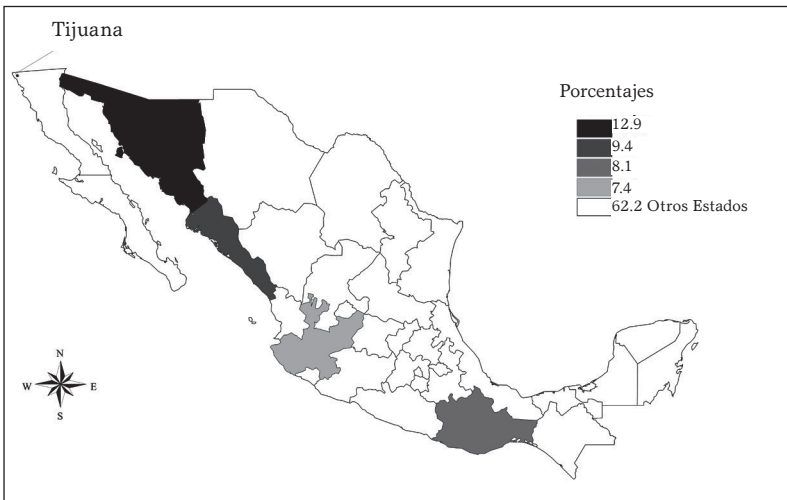 Tijuana
Porcentajes
12.9
9.4
8.1
7.4
62.2 Otros Estados
N
W E
S